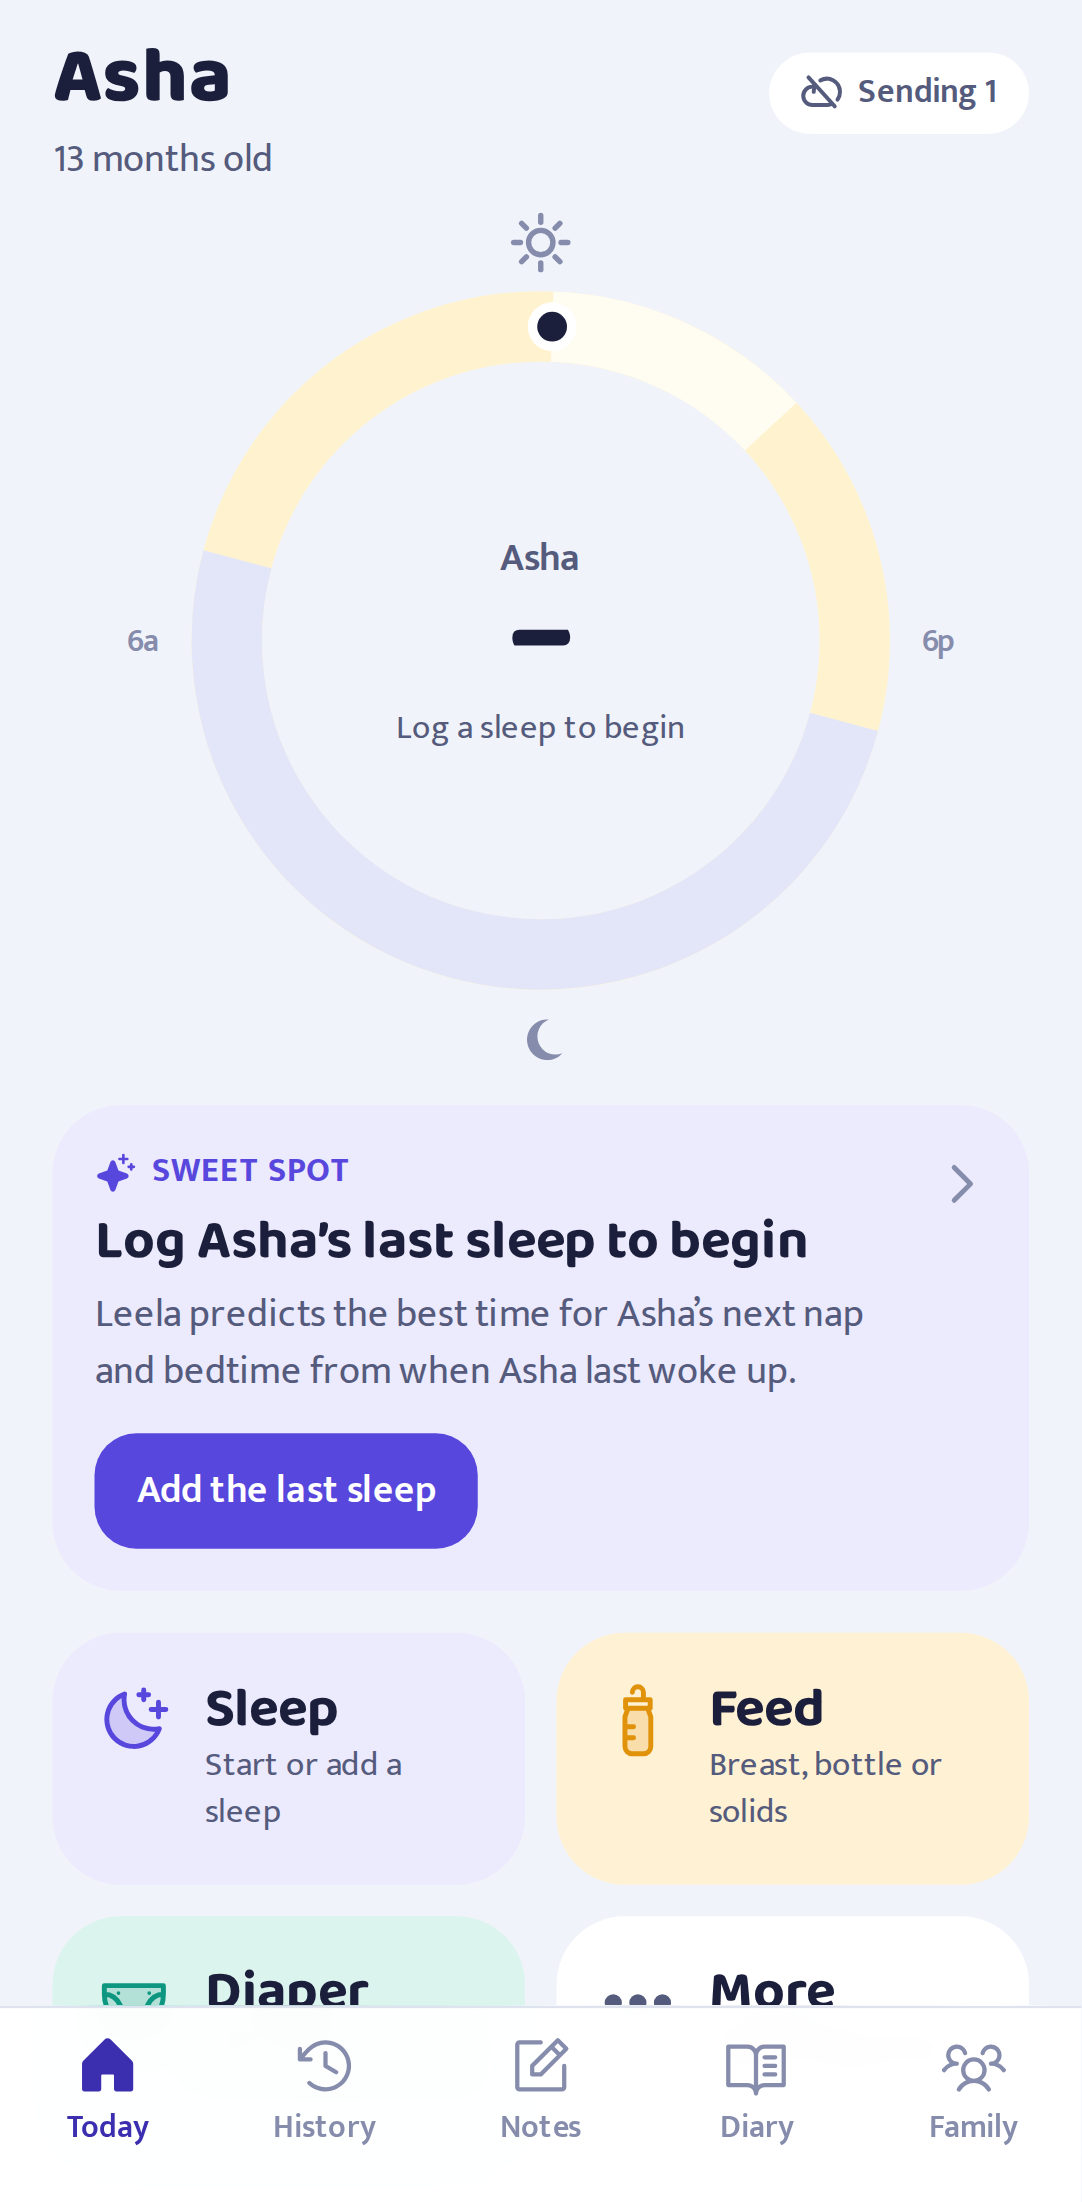 Asha
Sending 1
13 months old
Asha
–
6a
6p
Log a sleep to begin
SWEET SPOT
Log Asha's last sleep to begin
Leela predicts the best time for Asha's next nap
and bedtime from when Asha last woke up.
Add the last sleep
Sleep
Start or add a
sleep
Feed
Breast, bottle or
solids
Diaper
More
Today
History
Notes
Diary
Family